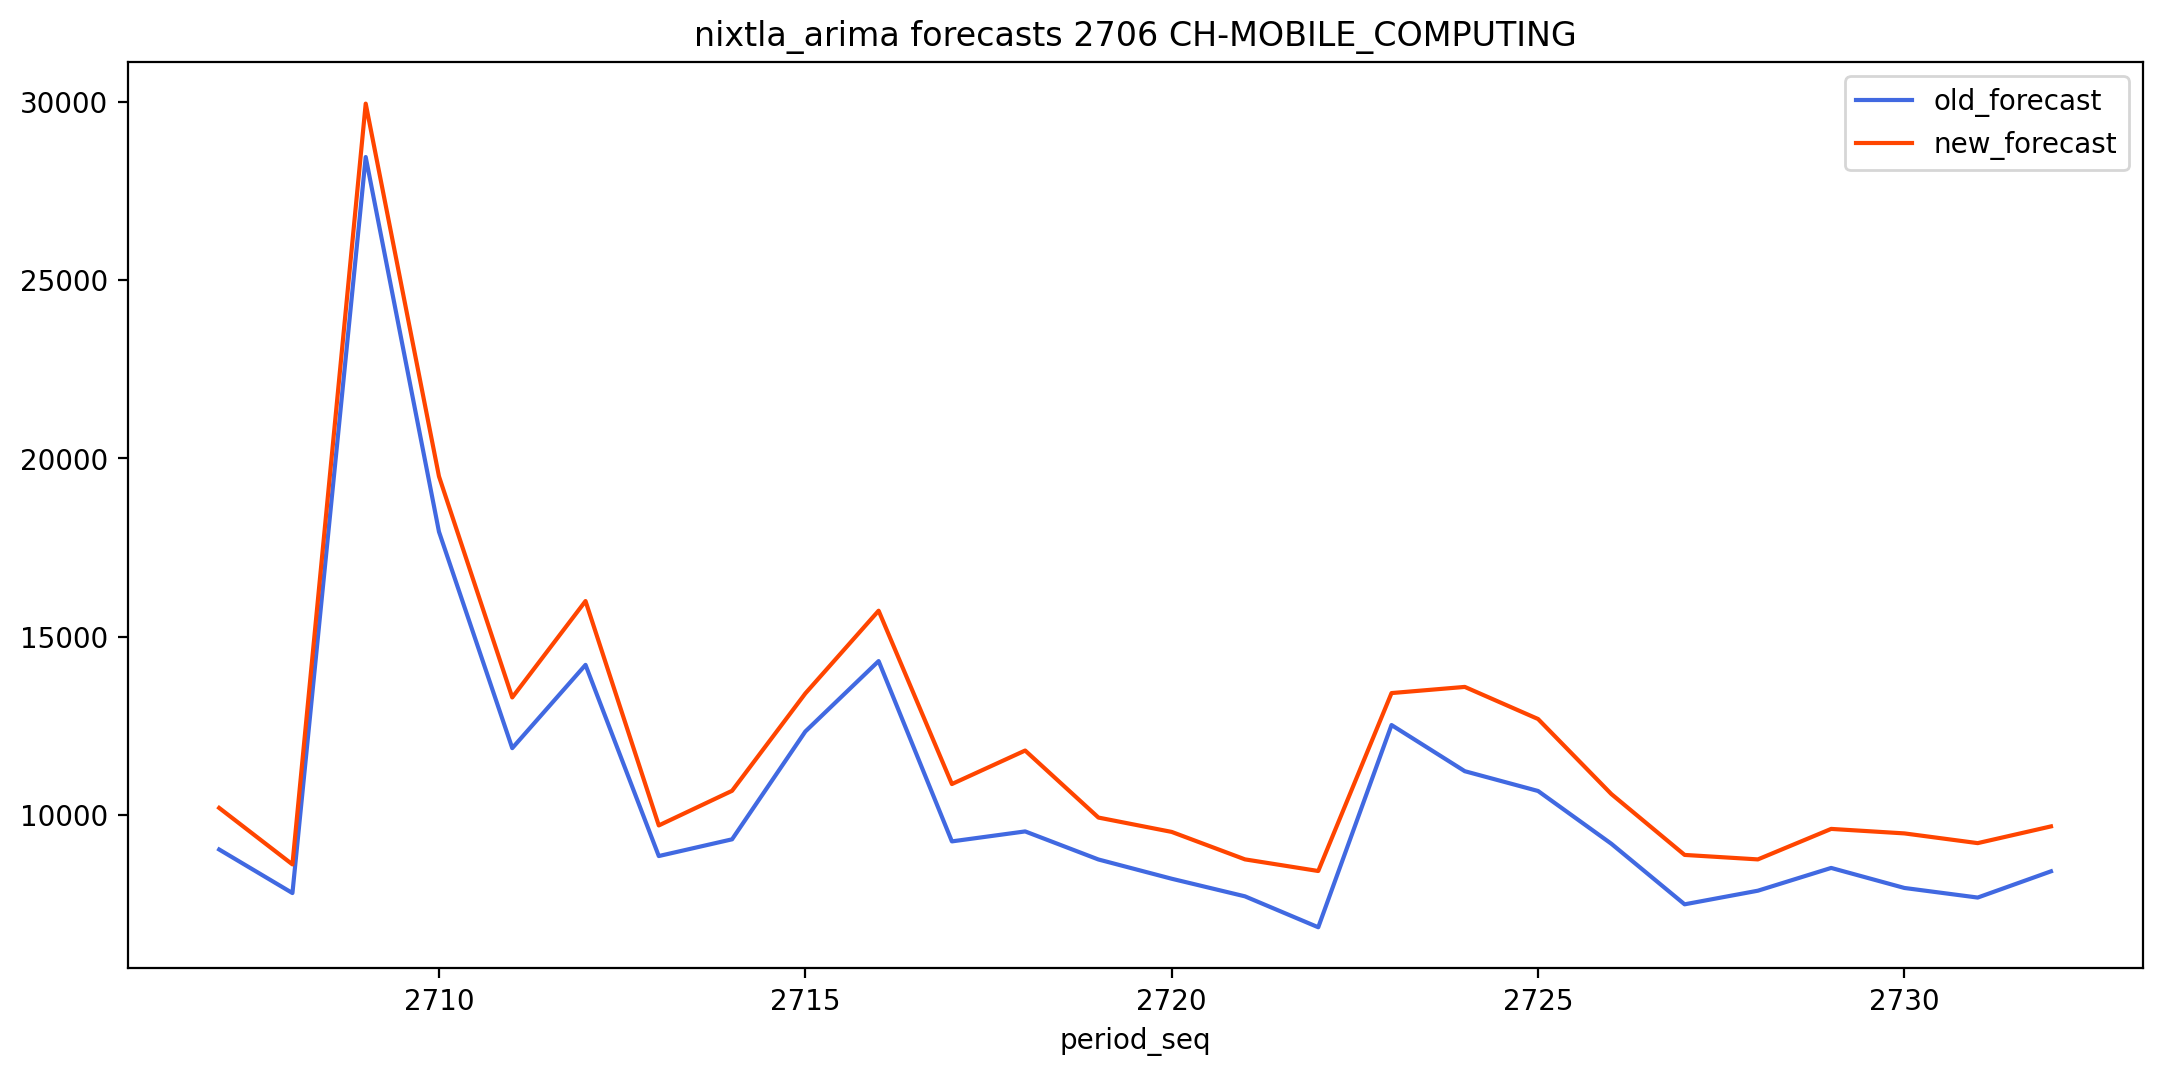 nixtla_arima forecasts 2706 CH-MOBILE_COMPUTING
30000
25000
20000
15000
10000
old_forecast
new_forecast
2710 2715 2720 2725 2730
period_seq